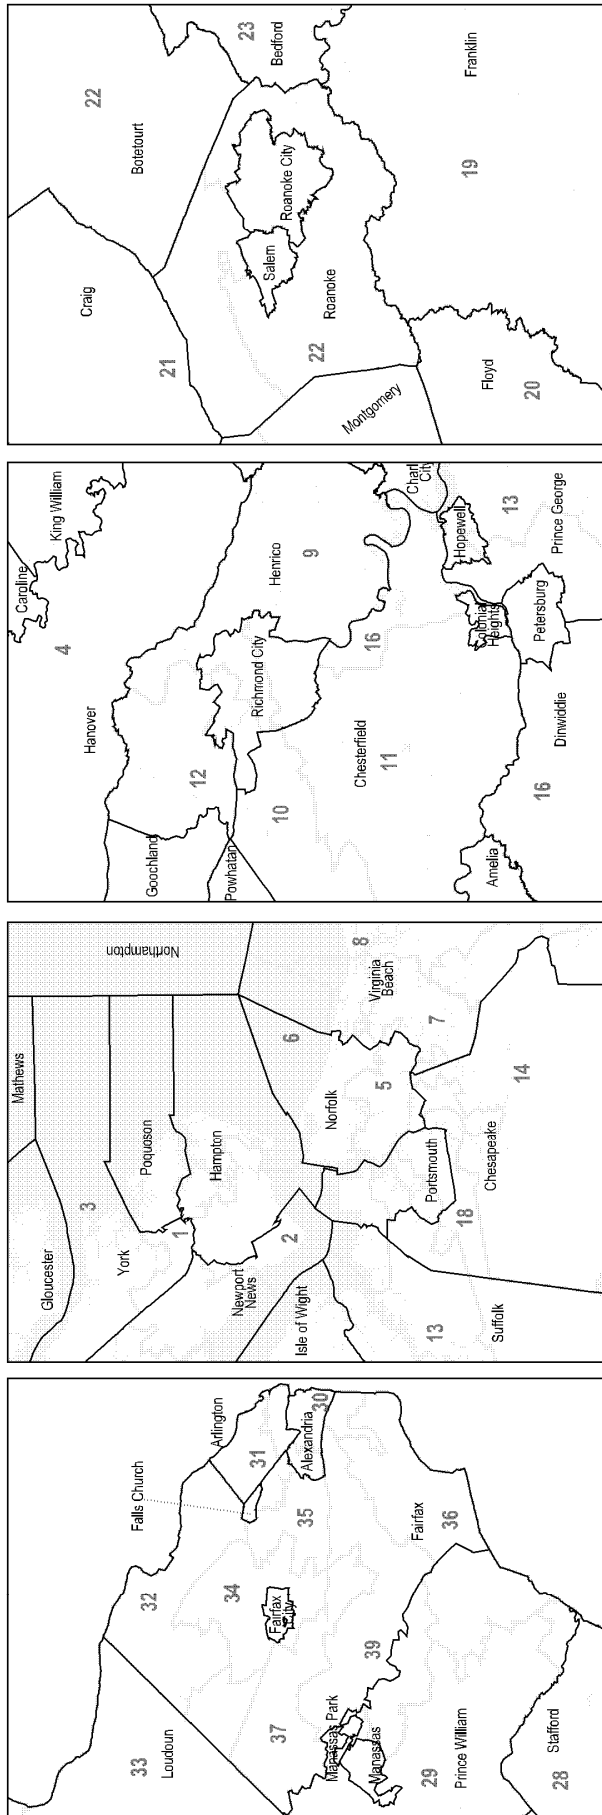 23
Bedford
22
Botetourt
Franklin
19
Roanoke City
Salem
Craig
Roanoke
21
22
Montgomery
Floyd
20
King William
Caroline
4
Henrico
9
Charles
City
Hopewell
13
Prince George
Hanover
Richmond City
16
Colonial
Heights
Petersburg
Chesterfield
11
12
10
Dinwiddie
16
Goochland
Powhatan
Amelia
Northampton
8
Virginia
Beach
7
Mathews
6
Norfolk
5
14
Poquoson
Hampton
Portsmouth
Chesapeake
3
1
York
2
18
Gloucester
Newport
News
Isle of Wight
13
Suffolk
Arlington
31
Alexandria
30
Falls Church
35
Fairfax
36
32
34
Fairfax
City
39
33
Loudoun
37
Manassas Park
Manassas
29
Prince William
Stafford
28